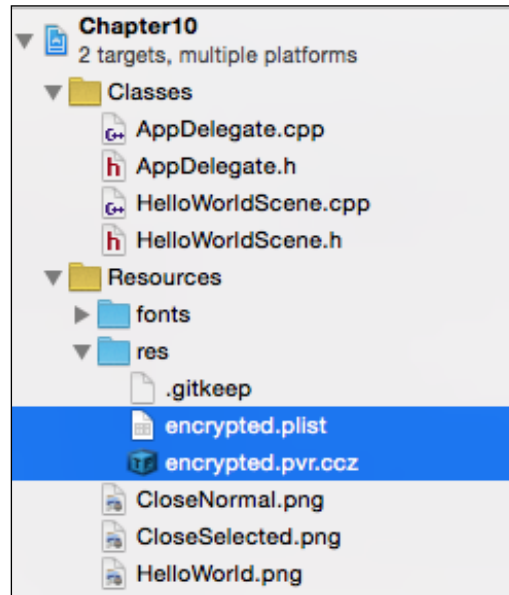 Chapter10
2 targets, multiple platforms
Classes
AppDelegate.cpp
AppDelegate.h
HelloWorldScene.cpp
HelloWorldScene.h
Resources
fonts
res
.gitkeep
encrypted.plist
encrypted.pvr.ccz
CloseNormal.png
CloseSelected.png
HelloWorld.png